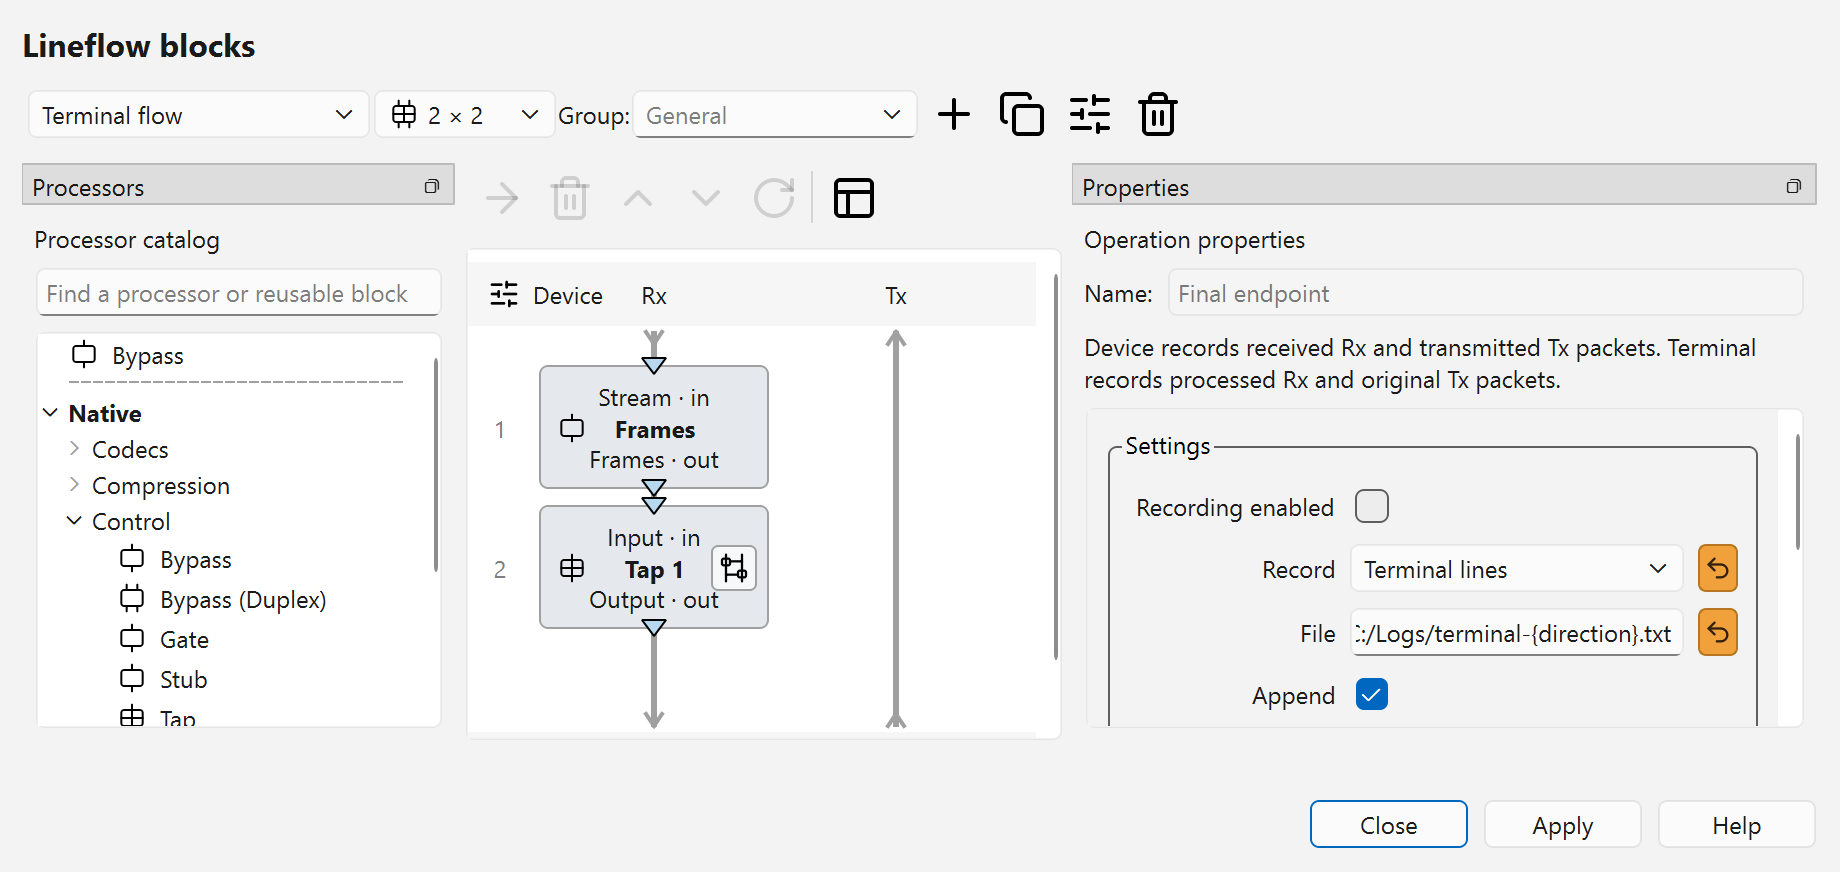 Lineflow blocks
Terminal flow
2 × 2
Group:
General
Processors
Processor catalog
Find a processor or reusable block
Bypass
Native
Codecs
Compression
Control
Bypass
Bypass (Duplex)
Gate
Stub
Tap
Device
Rx
Tx
1
Stream · in
Frames
Frames · out
2
Input · in
Tap 1
Output · out
Properties
Operation properties
Name:
Final endpoint
Device records received Rx and transmitted Tx packets. Terminal
records processed Rx and original Tx packets.
Settings
Recording enabled
Record
Terminal lines
File
:/Logs/terminal-{direction}.txt
Append
Close
Apply
Help